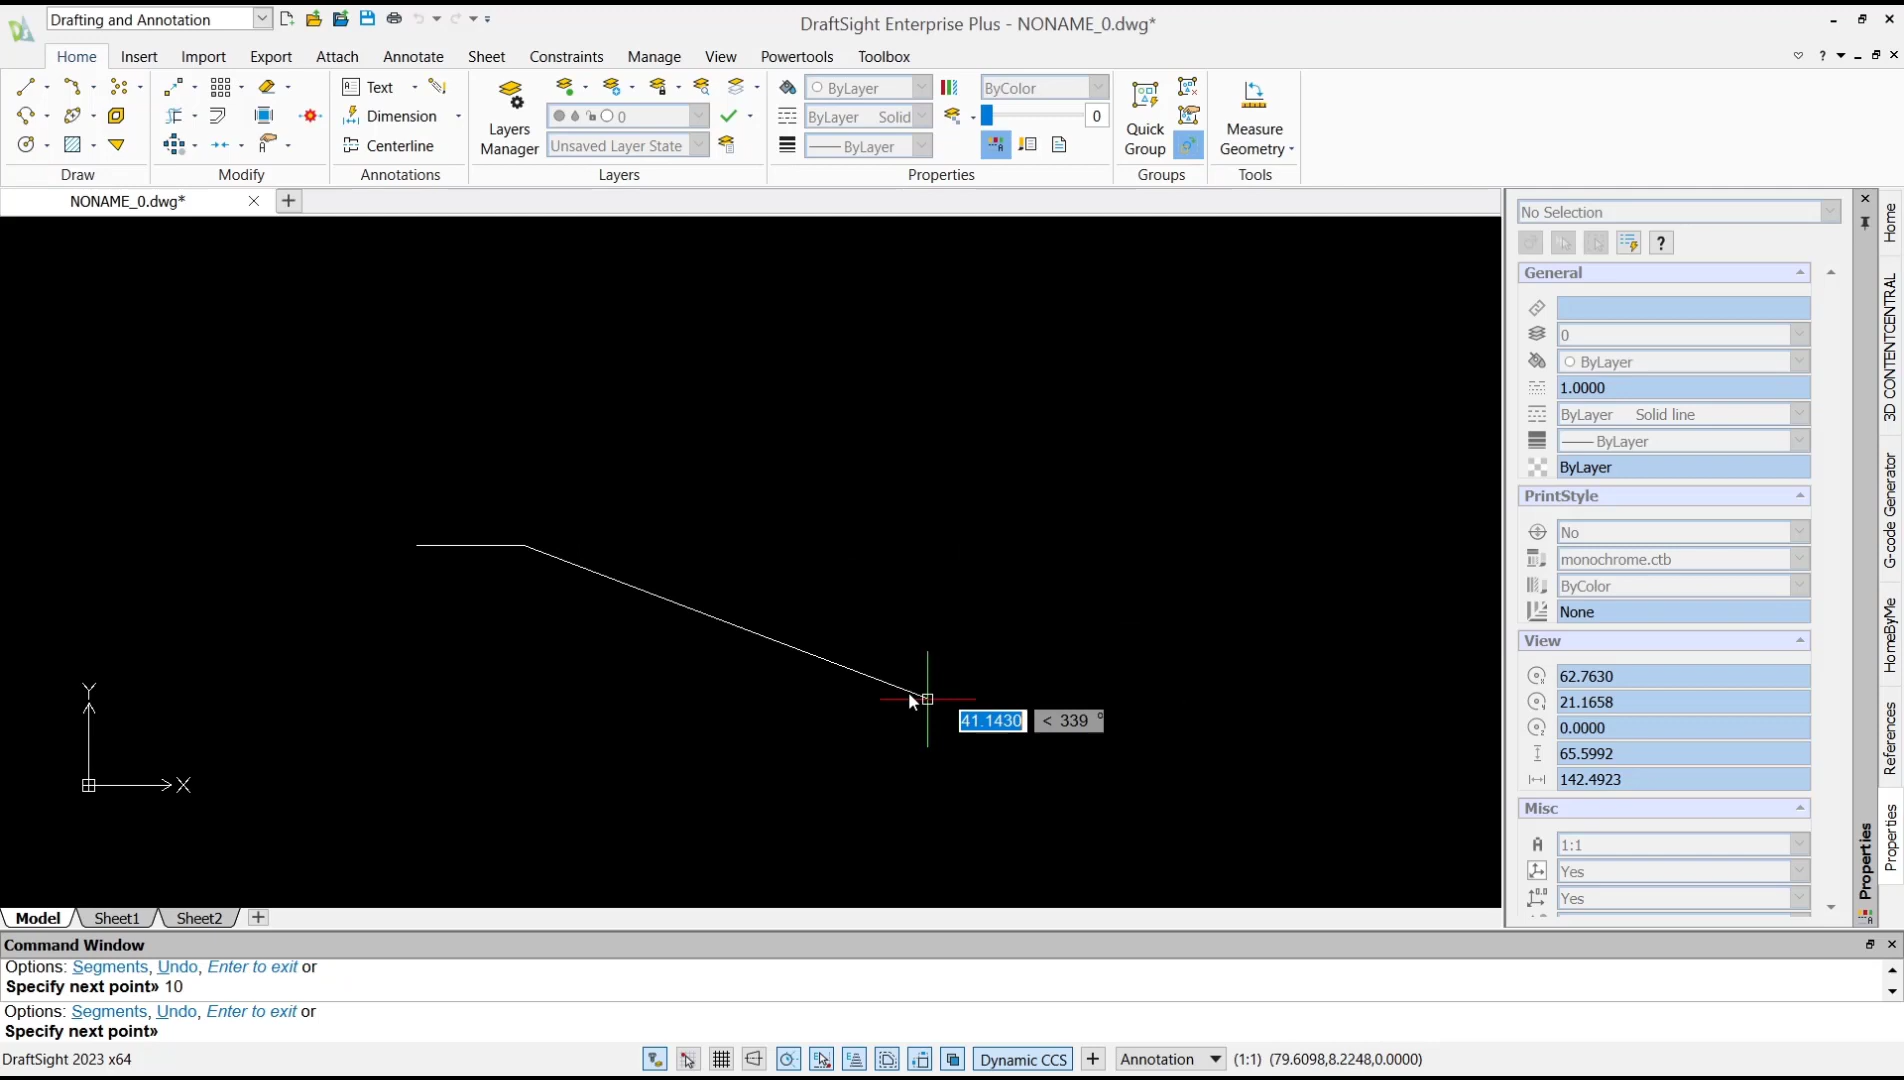 Drafting and Annotation
DraftSight Enterprise Plus - NONAME_0.dwg*
Home Insert Import Export Attach Annotate Sheet Constraints Manage View Powertools Toolbox
?
Text
Dimension
Centerline
Layers
Manager
0
Unsaved Layer State
ByLayer
ByLayer Solid
ByLayer
ByColor
0
Quick
Group
Measure
Geometry
Draw Modify Annotations Layers Properties Groups Tools
NONAME_0.dwg*
No Selection
?
General
0
ByLayer
1.0000
ByLayer Solid line
ByLayer
ByLayer
PrintStyle
No
monochrome.ctb
ByColor
None
View
62.7630
21.1658
0.0000
65.5992
142.4923
Misc
1:1
Yes
Yes
Properties
Home
3D CONTENTCENTRAL
G-code Generator
HomeByMe
References
Properties
41.1430 < 339 °
Y
X
Model Sheet1 Sheet2
Command Window
Options: Segments, Undo, Enter to exit or
Specify next point» 10
Options: Segments, Undo, Enter to exit or
Specify next point»
DraftSight 2023 x64
Dynamic CCS
Annotation
(1:1) (79.6098,8.2248,0.0000)